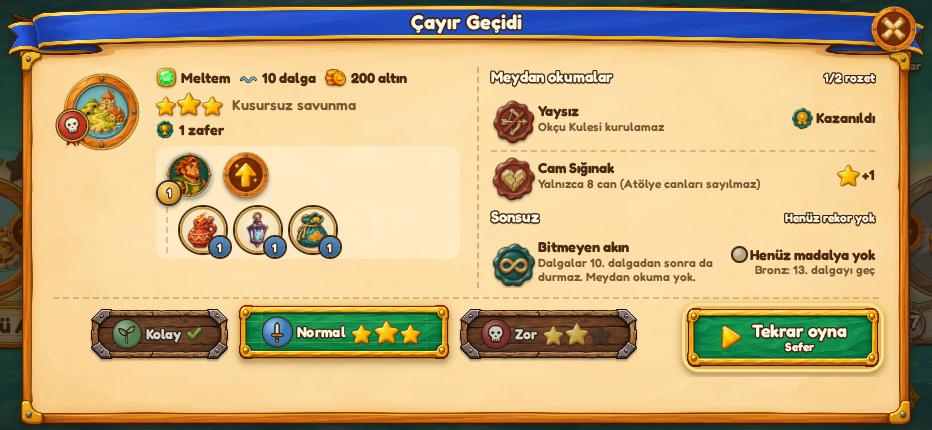 Çayır Geçidi
Meltem 10 dalga 200 altın
Kusursuz savunma
1 zafer
1
1 1 1
Meydan okumalar 1/2 rozet
Yaysız
Okçu Kulesi kurulamaz
Kazanıldı
Cam Sığınak
Yalnızca 8 can (Atölye canları sayılmaz)
+1
Sonsuz Henüz rekor yok
Bitmeyen akın
Dalgalar 10. dalgadan sonra da
durmaz. Meydan okuma yok.
Henüz madalya yok
Bronz: 13. dalgayı geç
Kolay
Normal
Zor
Tekrar oyna
Sefer